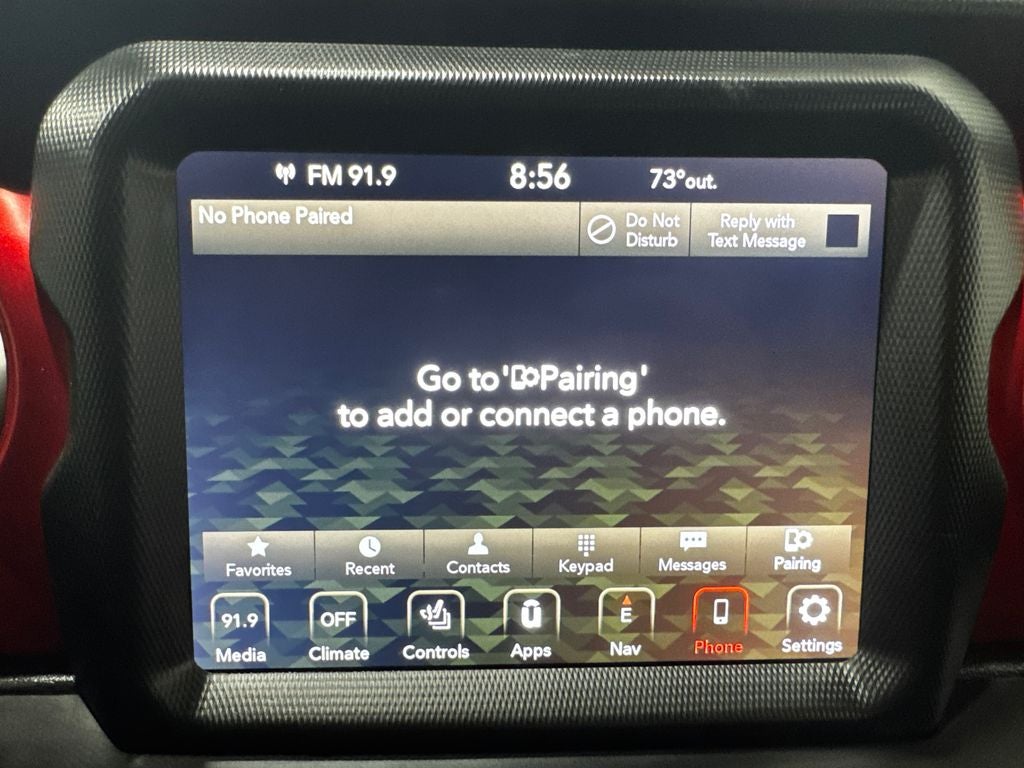 FM 91.9 8:56 73°out.
No Phone Paired
Do Not
Disturb
Reply with
Text Message
Go to 'Pairing'
to add or connect a phone.
Favorites Recent Contacts Keypad Messages Pairing
91.9 OFF E
Media Climate Controls Apps Nav Phone Settings